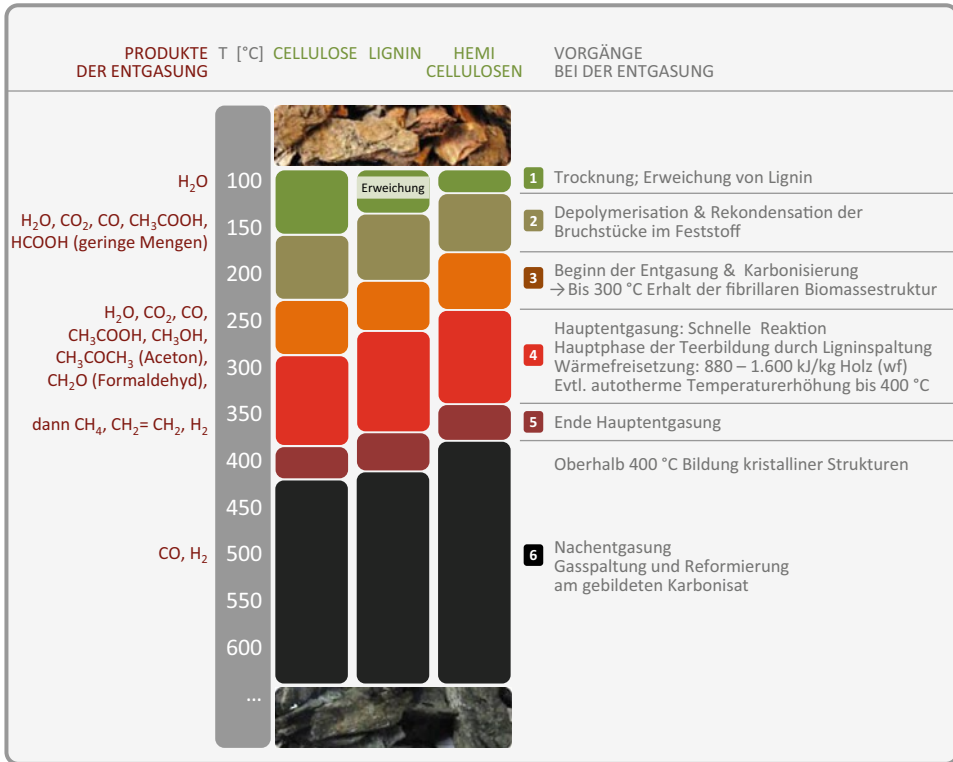 PRODUKTE
DER ENTGASUNG
T [°C]
CELLULOSE
LIGNIN
HEMI
CELLULOSEN
VORGÄNGE
BEI DER ENTGASUNG
H₂O
H₂O, CO₂, CO, CH₃COOH,
HCOOH (geringe Mengen)
H₂O, CO₂, CO,
CH₃COOH, CH₃OH,
CH₃COCH₃ (Aceton),
CH₂O (Formaldehyd),
dann CH₄, CH₂= CH₂, H₂
CO, H₂
100
150
200
250
300
350
400
450
500
550
600
...
Erweichung
1 Trocknung; Erweichung von Lignin
2 Depolymerisation & Rekondensation der
Bruchstücke im Feststoff
3 Beginn der Entgasung & Karbonisierung
→ Bis 300 °C Erhalt der fibrillaren Biomassestruktur
4 Hauptentgasung: Schnelle Reaktion
Hauptphase der Teerbildung durch Ligninspaltung
Wärmefreisetzung: 880 – 1.600 kJ/kg Holz (wf)
Evtl. autotherme Temperaturerhöhung bis 400 °C
5 Ende Hauptentgasung
Oberhalb 400 °C Bildung kristalliner Strukturen
6 Nachentgasung
Gasspaltung und Reformierung
am gebildeten Karbonisat